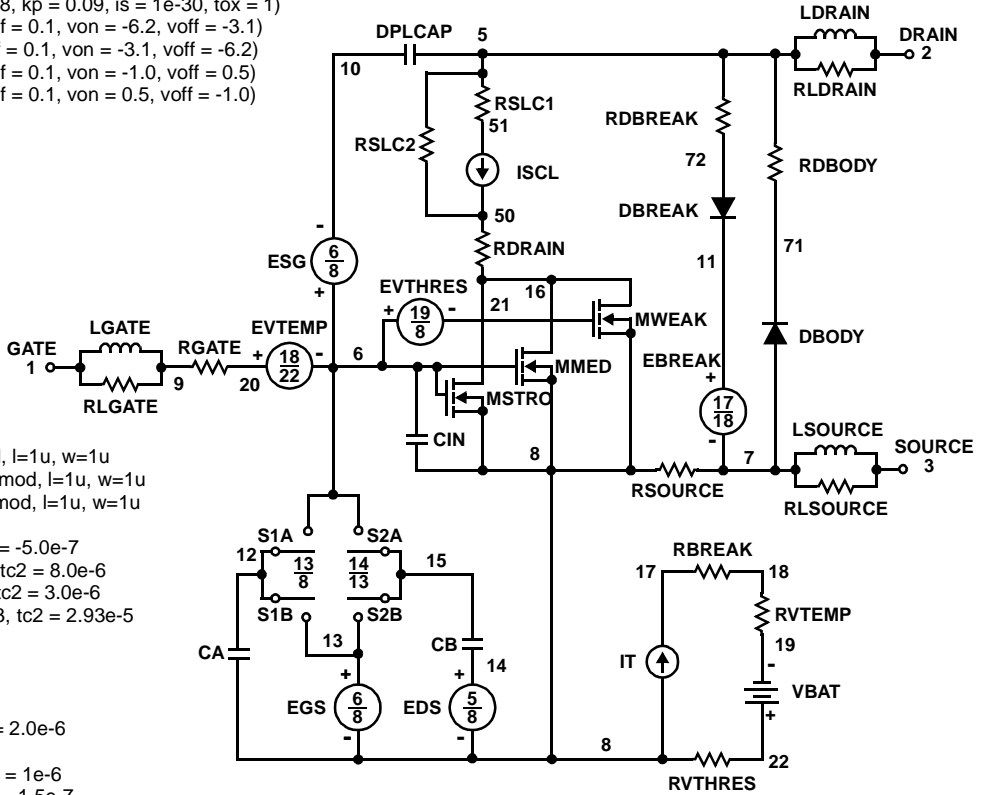 8, kp = 0.09, is = 1e-30, tox = 1)
f = 0.1, von = -6.2, voff = -3.1)
f = 0.1, von = -3.1, voff = -6.2)
f = 0.1, von = -1.0, voff = 0.5)
f = 0.1, von = 0.5, voff = -1.0)
LDRAIN
DPLCAP 5 DRAIN
10 2
RLDRAIN
RSLC1
51
RSLC2
ISCL
RDBREAK
72
RDBODY
DBREAK
50
RDRAIN
11
71
ESG 6/8
- +
EVTHRES
+ 19/8 -
16
21
MWEAK
LGATE
GATE
1
RLGATE
9
RGATE
20
EVTEMP
+ 18/22 -
6
MMED
MSTRO
EBREAK
+ 17/18 -
DBODY
CIN
8
LSOURCE
SOURCE
7 3
RSOURCE
RLSOURCE
, l=1u, w=1u
mod, l=1u, w=1u
mod, l=1u, w=1u
= -5.0e-7
tc2 = 8.0e-6
tc2 = 3.0e-6
, tc2 = 2.93e-5
= 2.0e-6
= 1e-6
S1A S2A
12 13/8 14/13 15
S1B S2B
13
CA
CB
14
EGS + 6/8 -
EDS + 5/8 -
8
RBREAK
17 18
RVTEMP
19
IT
-
VBAT
+
22
RVTHRES